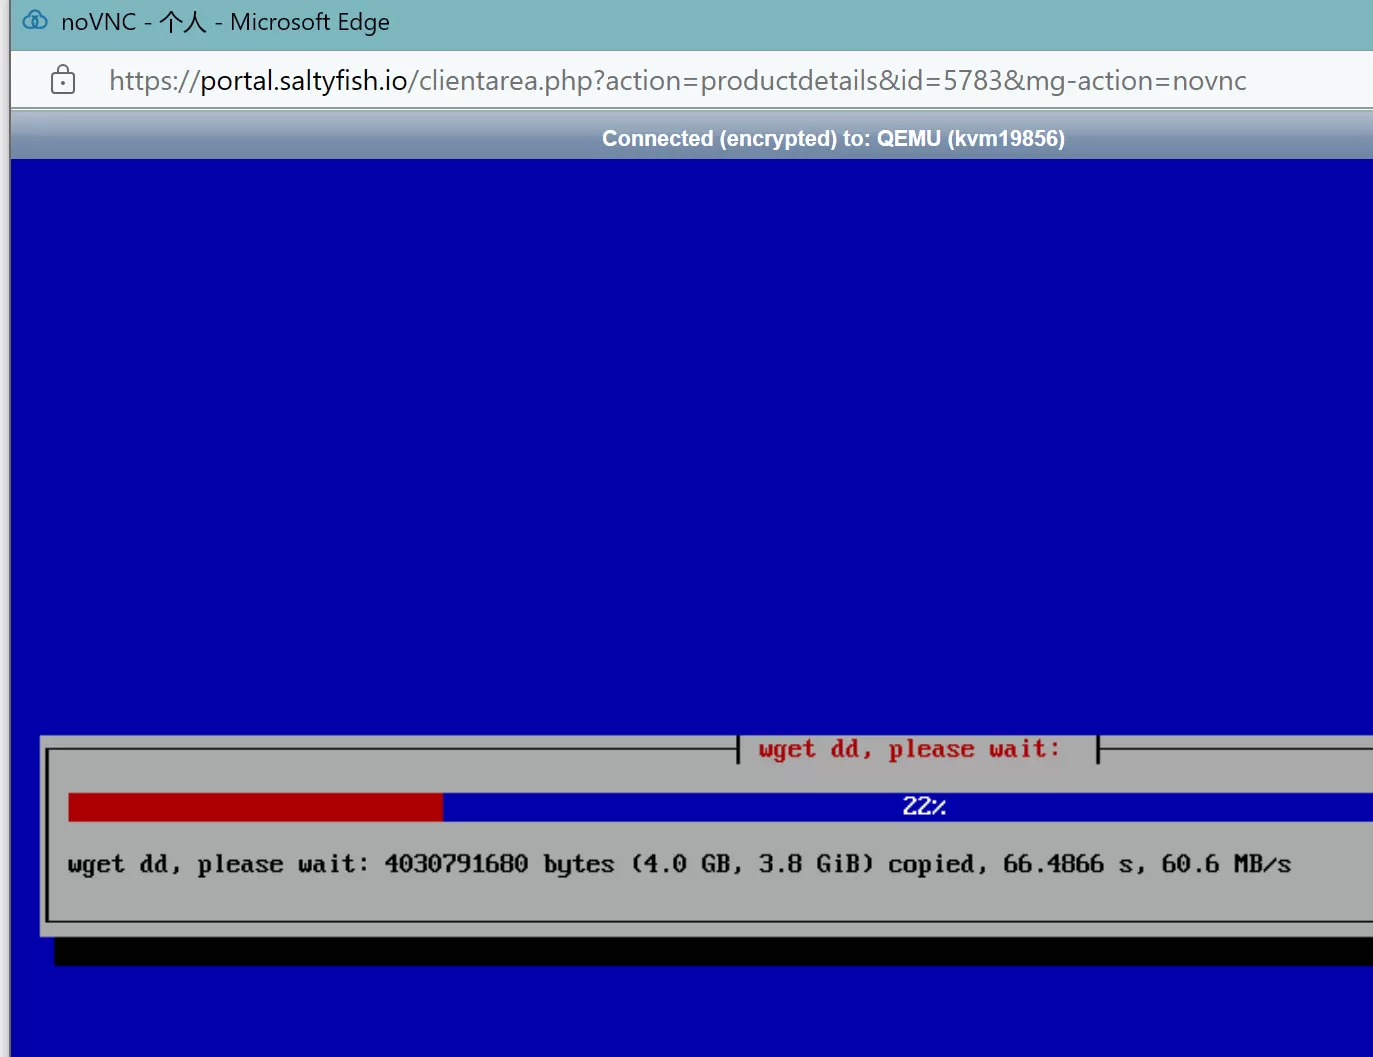 noVNC - 个人 - Microsoft Edge
https://portal.saltyfish.io/clientarea.php?action=productdetails&id=5783&mg-action=novnc
Connected (encrypted) to: QEMU (kvm19856)
wget dd, please wait:
22%
wget dd, please wait: 4030791680 bytes (4.0 GB, 3.8 GiB) copied, 66.4866 s, 60.6 MB/s